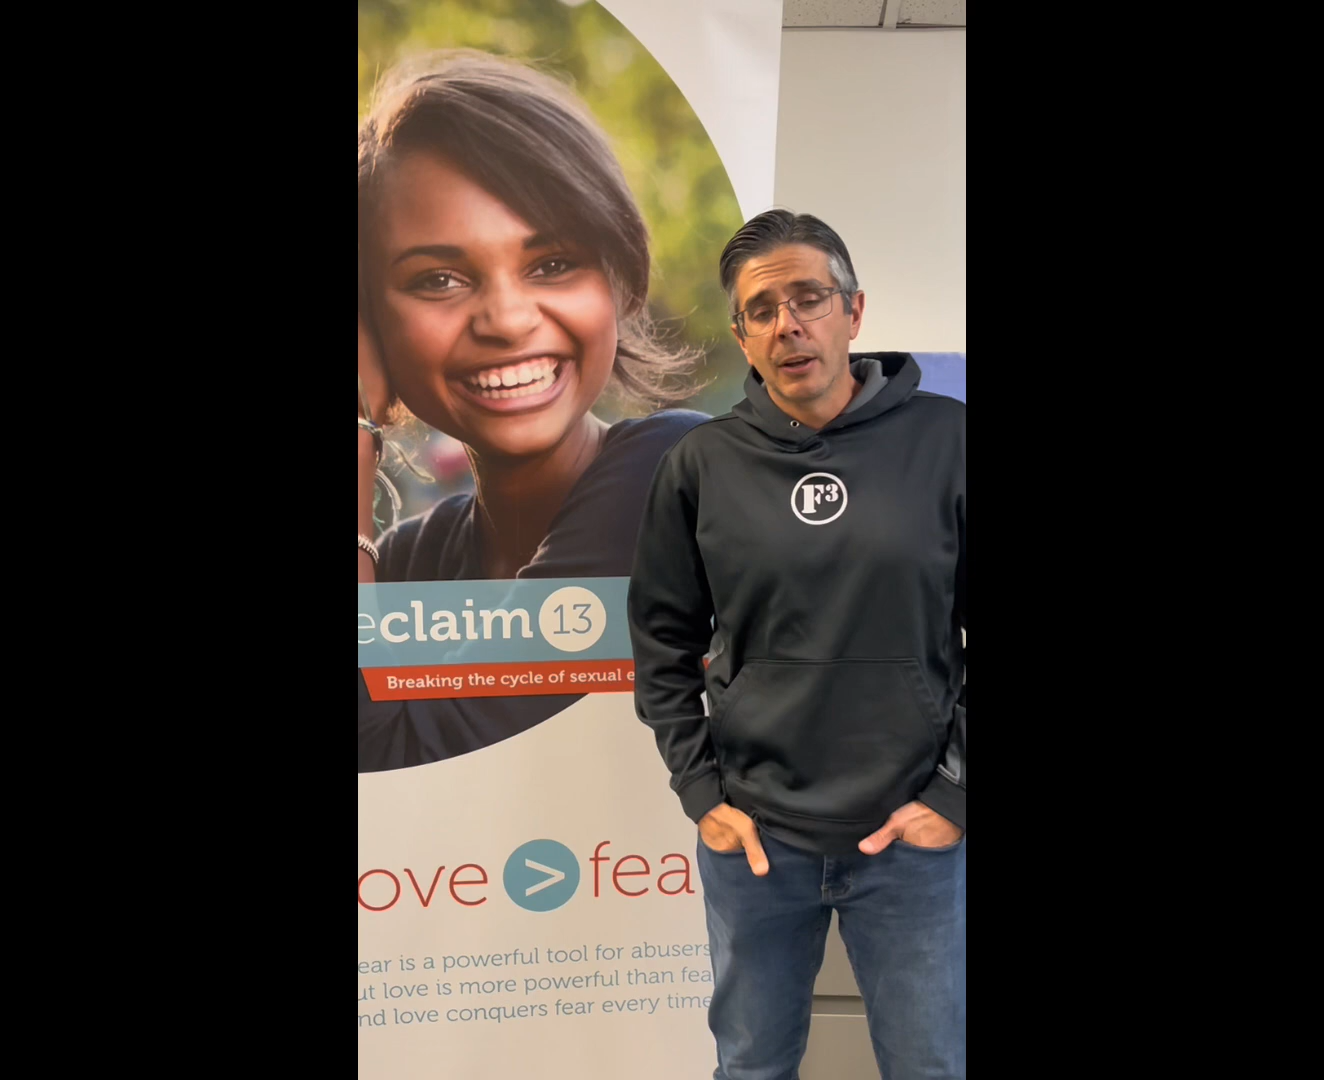 eclaim 13
Breaking the cycle of sexual e
F3
ove > fea
ear is a powerful tool for abusers
ut love is more powerful than fea
nd love conquers fear every time